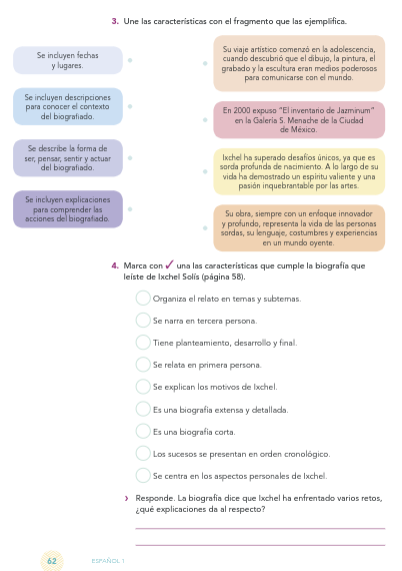 3. Une las características con el fragmento que las ejemplifica.
Se incluyen fechas
y lugares.
Se incluyen descripciones
para conocer el contexto
del biografiado.
Se describe la forma de
ser, pensar, sentir y actuar
del biografiado.
Se incluyen explicaciones
para comprender las
acciones del biografiado.
Su viaje artístico comenzó en la adolescencia,
cuando descubrió que el dibujo, la pintura, el
grabado y la escultura eran medios poderosos
para comunicarse con el mundo.
En 2000 expuso “El inventario de Jazminum”
en la Galería S. Menache de la Ciudad
de México.
Ixchel ha superado desafíos únicos, ya que es
sorda profunda de nacimiento. A lo largo de su
vida ha demostrado un espíritu valiente y una
pasión inquebrantable por las artes.
Su obra, siempre con un enfoque innovador
y profundo, representa la vida de las personas
sordas, su lenguaje, costumbres y experiencias
en un mundo oyente.
4. Marca con ✓ una las características que cumple la biografía que
leíste de Ixchel Solís (página 58).
Organiza el relato en temas y subtemas.
Se narra en tercera persona.
Tiene planteamiento, desarrollo y final.
Se relata en primera persona.
Se explican los motivos de Ixchel.
Es una biografía extensa y detallada.
Es una biografía corta.
Los sucesos se presentan en orden cronológico.
Se centra en los aspectos personales de Ixchel.
› Responde. La biografía dice que Ixchel ha enfrentado varios retos,
¿qué explicaciones da al respecto?
62 ESPAÑOL 1